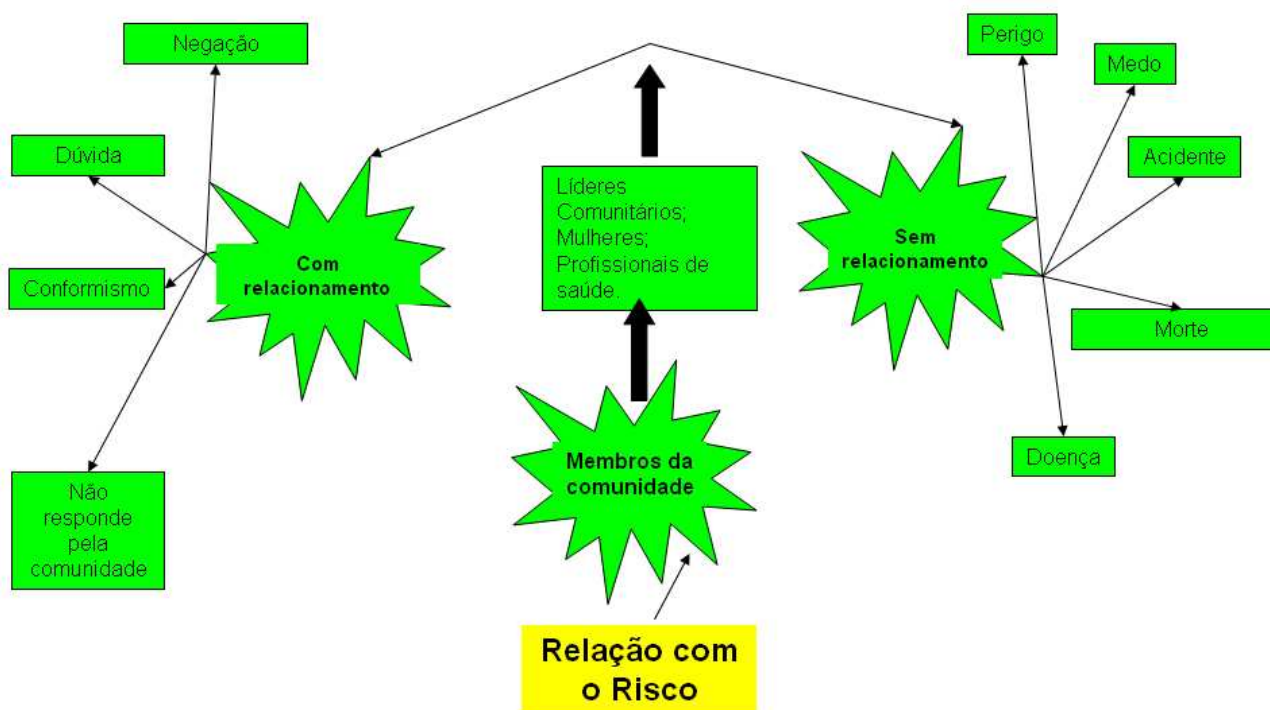 Negação
Dúvida
Conformismo
Não
responde
pela
comunidade
Com
relacionamento
Líderes
Comunitários;
Mulheres;
Profissionais de
saúde.
Membros da
comunidade
Relação com
o Risco
Sem
relacionamento
Perigo
Medo
Acidente
Morte
Doença